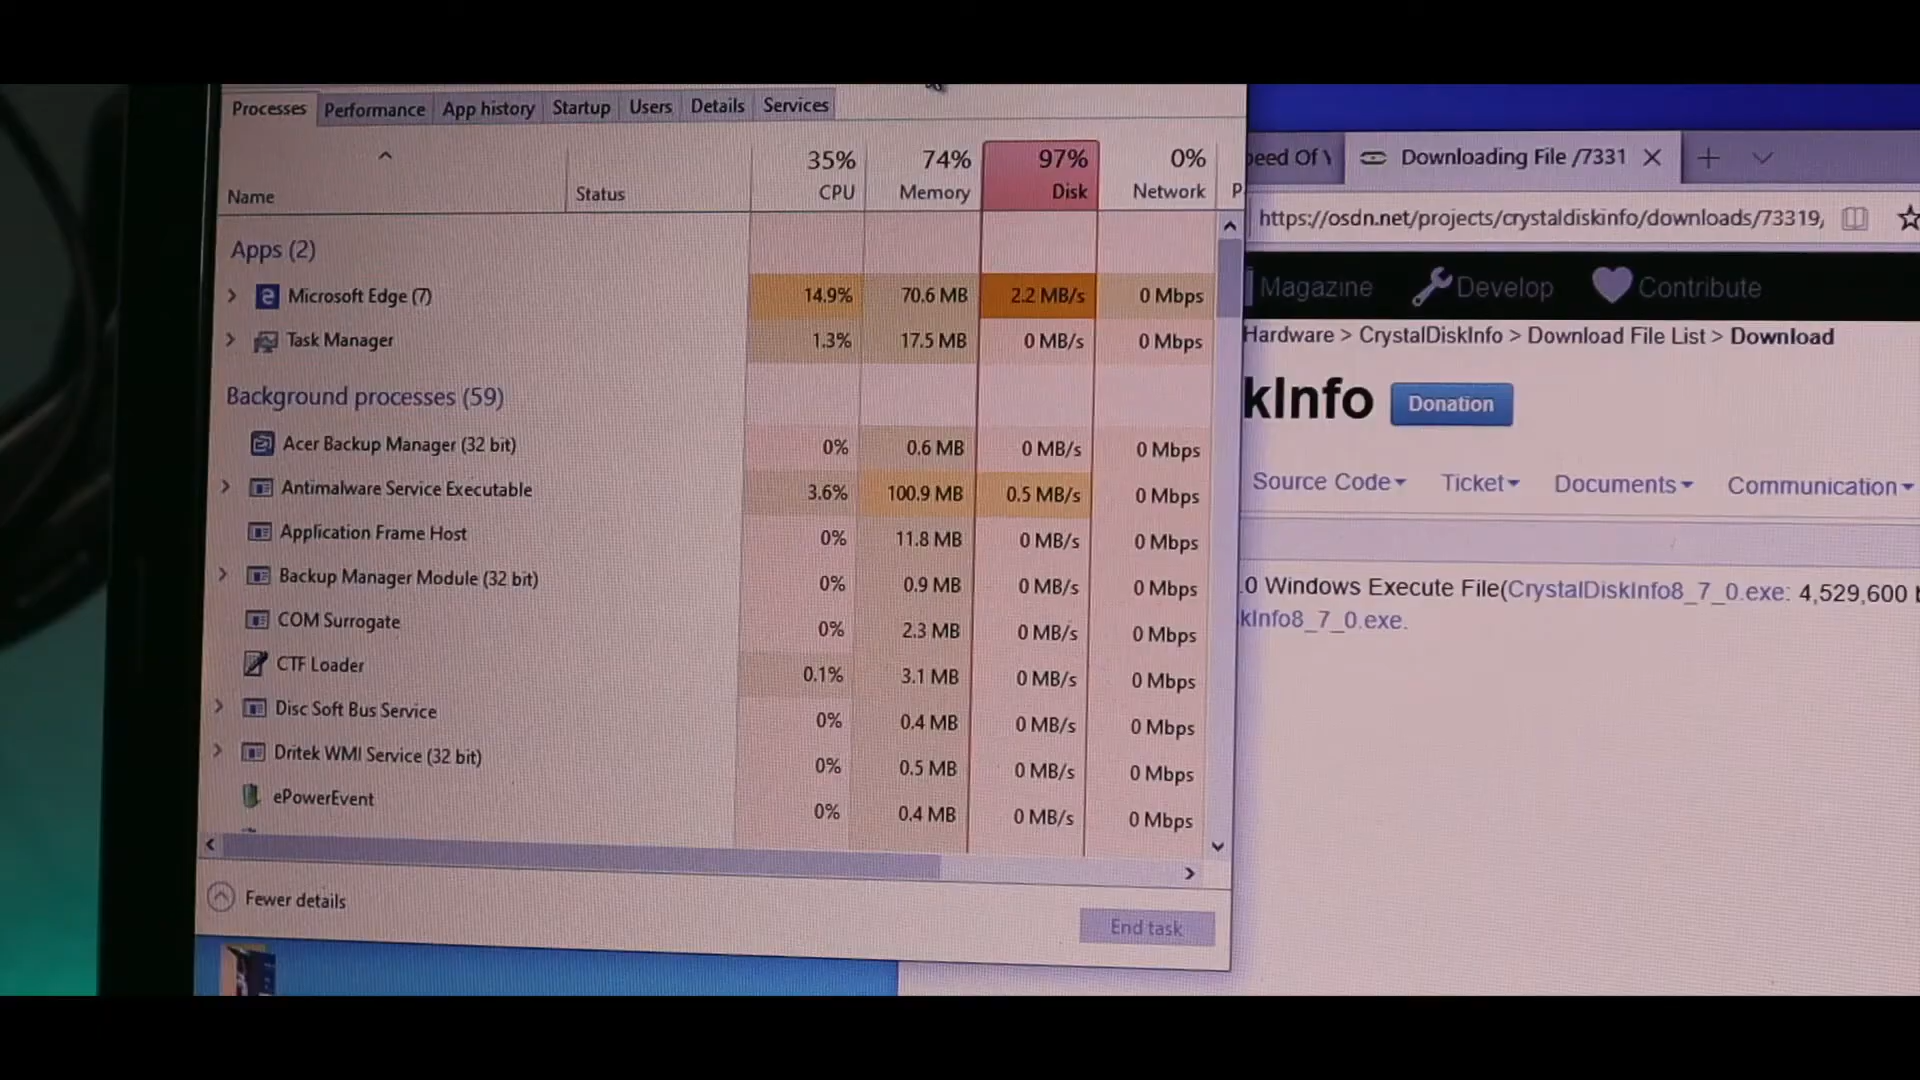 Processes Performance App history Startup Users Details Services
35% 74% 97% 0%
Name Status CPU Memory Disk Network P
Apps (2)
Microsoft Edge (7) 14.9% 70.6 MB 2.2 MB/s 0 Mbps
Task Manager 1.3% 17.5 MB 0 MB/s 0 Mbps
Background processes (59)
Acer Backup Manager (32 bit) 0% 0.6 MB 0 MB/s 0 Mbps
Antimalware Service Executable 3.6% 100.9 MB 0.5 MB/s 0 Mbps
Application Frame Host 0% 11.8 MB 0 MB/s 0 Mbps
Backup Manager Module (32 bit) 0% 0.9 MB 0 MB/s 0 Mbps
COM Surrogate 0% 2.3 MB 0 MB/s 0 Mbps
CTF Loader 0.1% 3.1 MB 0 MB/s 0 Mbps
Disc Soft Bus Service 0% 0.4 MB 0 MB/s 0 Mbps
Dritek WMI Service (32 bit) 0% 0.5 MB 0 MB/s 0 Mbps
ePowerEvent 0% 0.4 MB 0 MB/s 0 Mbps
Fewer details
End task
peed Of Downloading File /7331
https://osdn.net/projects/crystaldiskinfo/downloads/73319,
Magazine Develop Contribute
Hardware > CrystalDiskInfo > Download File List > Download
kInfo Donation
Source Code Ticket Documents Communication
.0 Windows Execute File(CrystalDiskInfo8_7_0.exe: 4,529,600 b
kInfo8_7_0.exe.